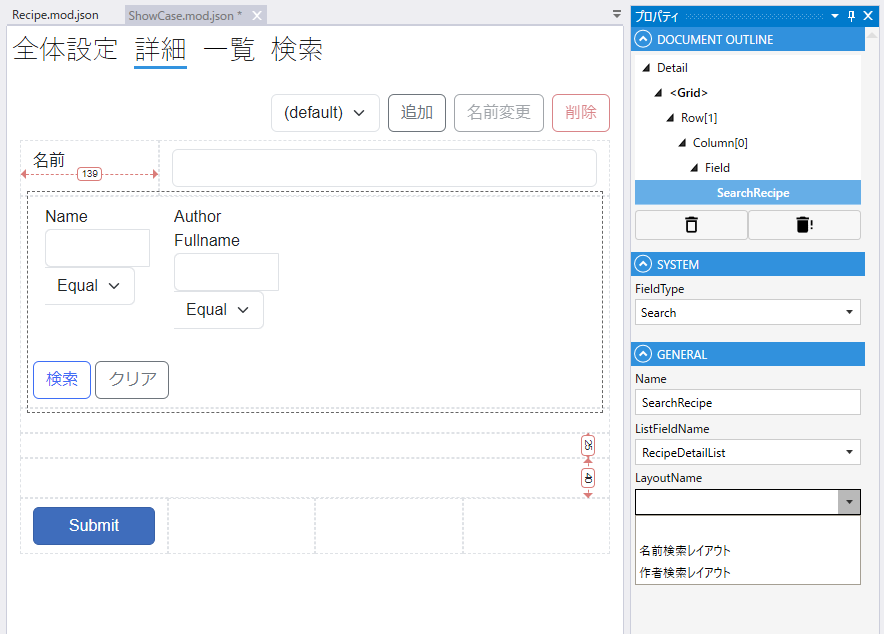 Recipe.mod.json
ShowCase.mod.json *
全体設定 詳細 一覧 検索
(default)
追加
名前変更
削除
名前
139
Name
Equal
Author
Fullname
Equal
検索
クリア
25
40
Submit
プロパティ
DOCUMENT OUTLINE
Detail
<Grid>
Row[1]
Column[0]
Field
SearchRecipe
SYSTEM
FieldType
Search
GENERAL
Name
SearchRecipe
ListFieldName
RecipeDetailList
LayoutName
名前検索レイアウト
作者検索レイアウト